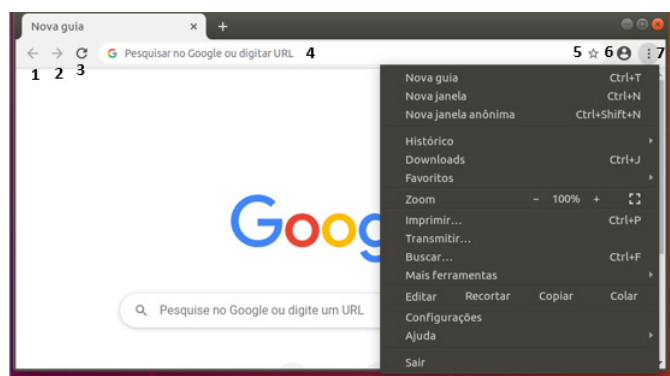 Nova guia × +
← → C G Pesquisar no Google ou digitar URL 4 5 ☆ 6 7
1 2 3
Nova guia Ctrl+T
Nova janela Ctrl+N
Nova janela anônima Ctrl+Shift+N
Histórico
Downloads Ctrl+J
Favoritos
Zoom - 100% +
Goog
Imprimir... Ctrl+P
Transmitir...
Buscar... Ctrl+F
Mais ferramentas
Editar Recortar Copiar Colar
Pesquise no Google ou digite um URL
Configurações
Ajuda
Sair